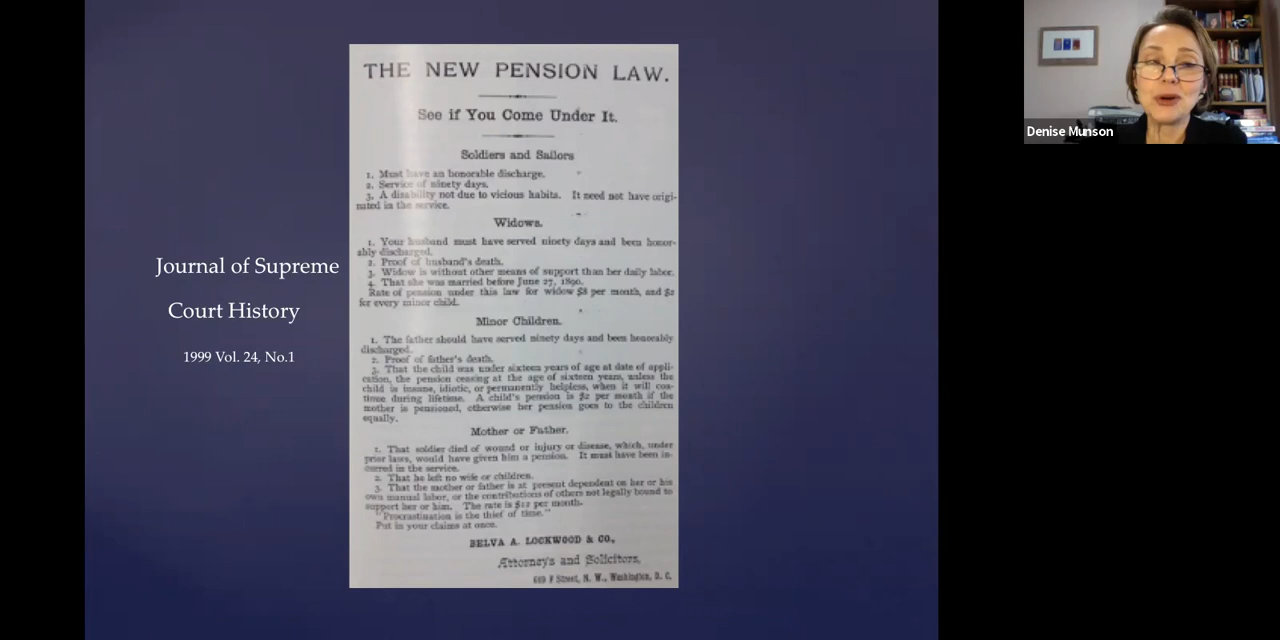 Journal of Supreme
Court History
1999 Vol. 24, No.1
THE NEW PENSION LAW.
See if You Come Under It.
Soldiers and Sailors
1. Must have an honorable discharge.
2. Service of ninety days.
3. A disability not due to vicious habits. It need not have origi-
nated in the service.
Widows.
1. Your husband must have served ninety days and been honor-
ably discharged.
2. Proof of husband's death.
3. Widow is without other means of support than her daily labor.
4. That she was married before June 27, 1890.
Rate of pension under this law for widow $8 per month, and $2
for every minor child.
Minor Children.
1. The father should have served ninety days and been honorably
discharged.
2. Proof of father's death.
3. That the child was under sixteen years of age at date of appli-
cation, the pension ceasing at the age of sixteen years, unless the
child is insane, idiotic, or permanently helpless, when it will con-
tinue during lifetime. A child's pension is $2 per month if the
mother is pensioned, otherwise her pension goes to the children
equally.
Mother or Father.
1. That soldier died of wound or injury or disease, which, under
prior laws, would have given him a pension. It must have been in-
curred in the service.
2. That he left no wife or children.
3. That the mother or father is at present dependent on her or his
own manual labor, or the contributions of others not legally bound to
support her or him. The rate is $12 per month.
"Procrastination is the thief of time."
Put in your claims at once.
BELVA A. LOCKWOOD & CO.,
Attorneys and Solicitors,
619 F Street, N. W., Washington, D. C.
Denise Munson